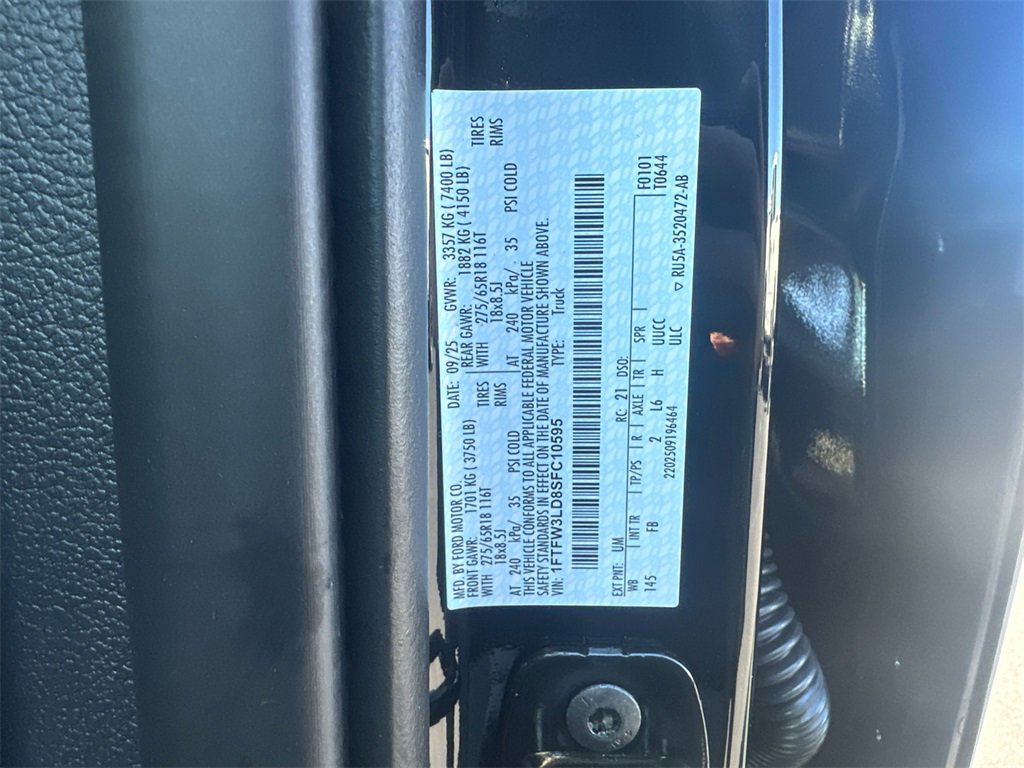 MFD. BY FORD MOTOR CO. DATE: 09/25 GVWR: 3357 KG ( 7400 LB)
FRONT GAWR: 1701 KG ( 3750 LB) REAR GAWR: 1882 KG ( 4150 LB)
WITH 275/65R18 116T TIRES WITH 275/65R18 116T TIRES
18x8.5J RIMS 18x8.5J RIMS
AT 240 kPa/ 35 PSI COLD AT 240 kPa/ 35 PSI COLD
THIS VEHICLE CONFORMS TO ALL APPLICABLE FEDERAL MOTOR VEHICLE
SAFETY STANDARDS IN EFFECT ON THE DATE OF MANUFACTURE SHOWN ABOVE.
VIN: 1FTFW3LD8SFC10595 TYPE: Truck
EXT PNT: UM RC: 21 DSO: F0101
WB INT TR TP/PS R AXLE TR SPR T0644
145 FB 2 L6 H UUCC
2202509196464 ULC ▽ RU5A-3520472-AB